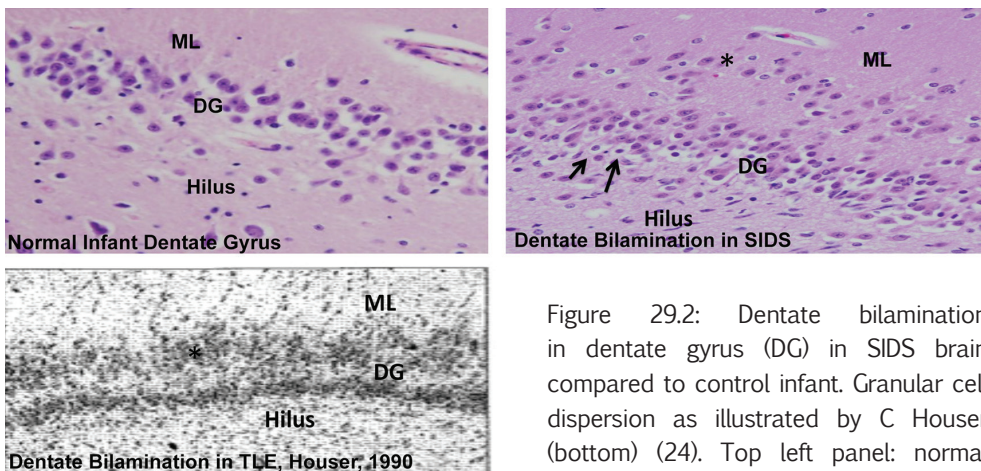 ML
DG
Hilus
Normal Infant Dentate Gyrus
*
ML
DG
Hilus
Dentate Bilamination in SIDS
ML
*
DG
Hilus
Dentate Bilamination in TLE, Houser, 1990
Figure 29.2: Dentate bilamination
in dentate gyrus (DG) in SIDS brain
compared to control infant. Granular cel
dispersion as illustrated by C Houser
(bottom) (24). Top left panel: norma